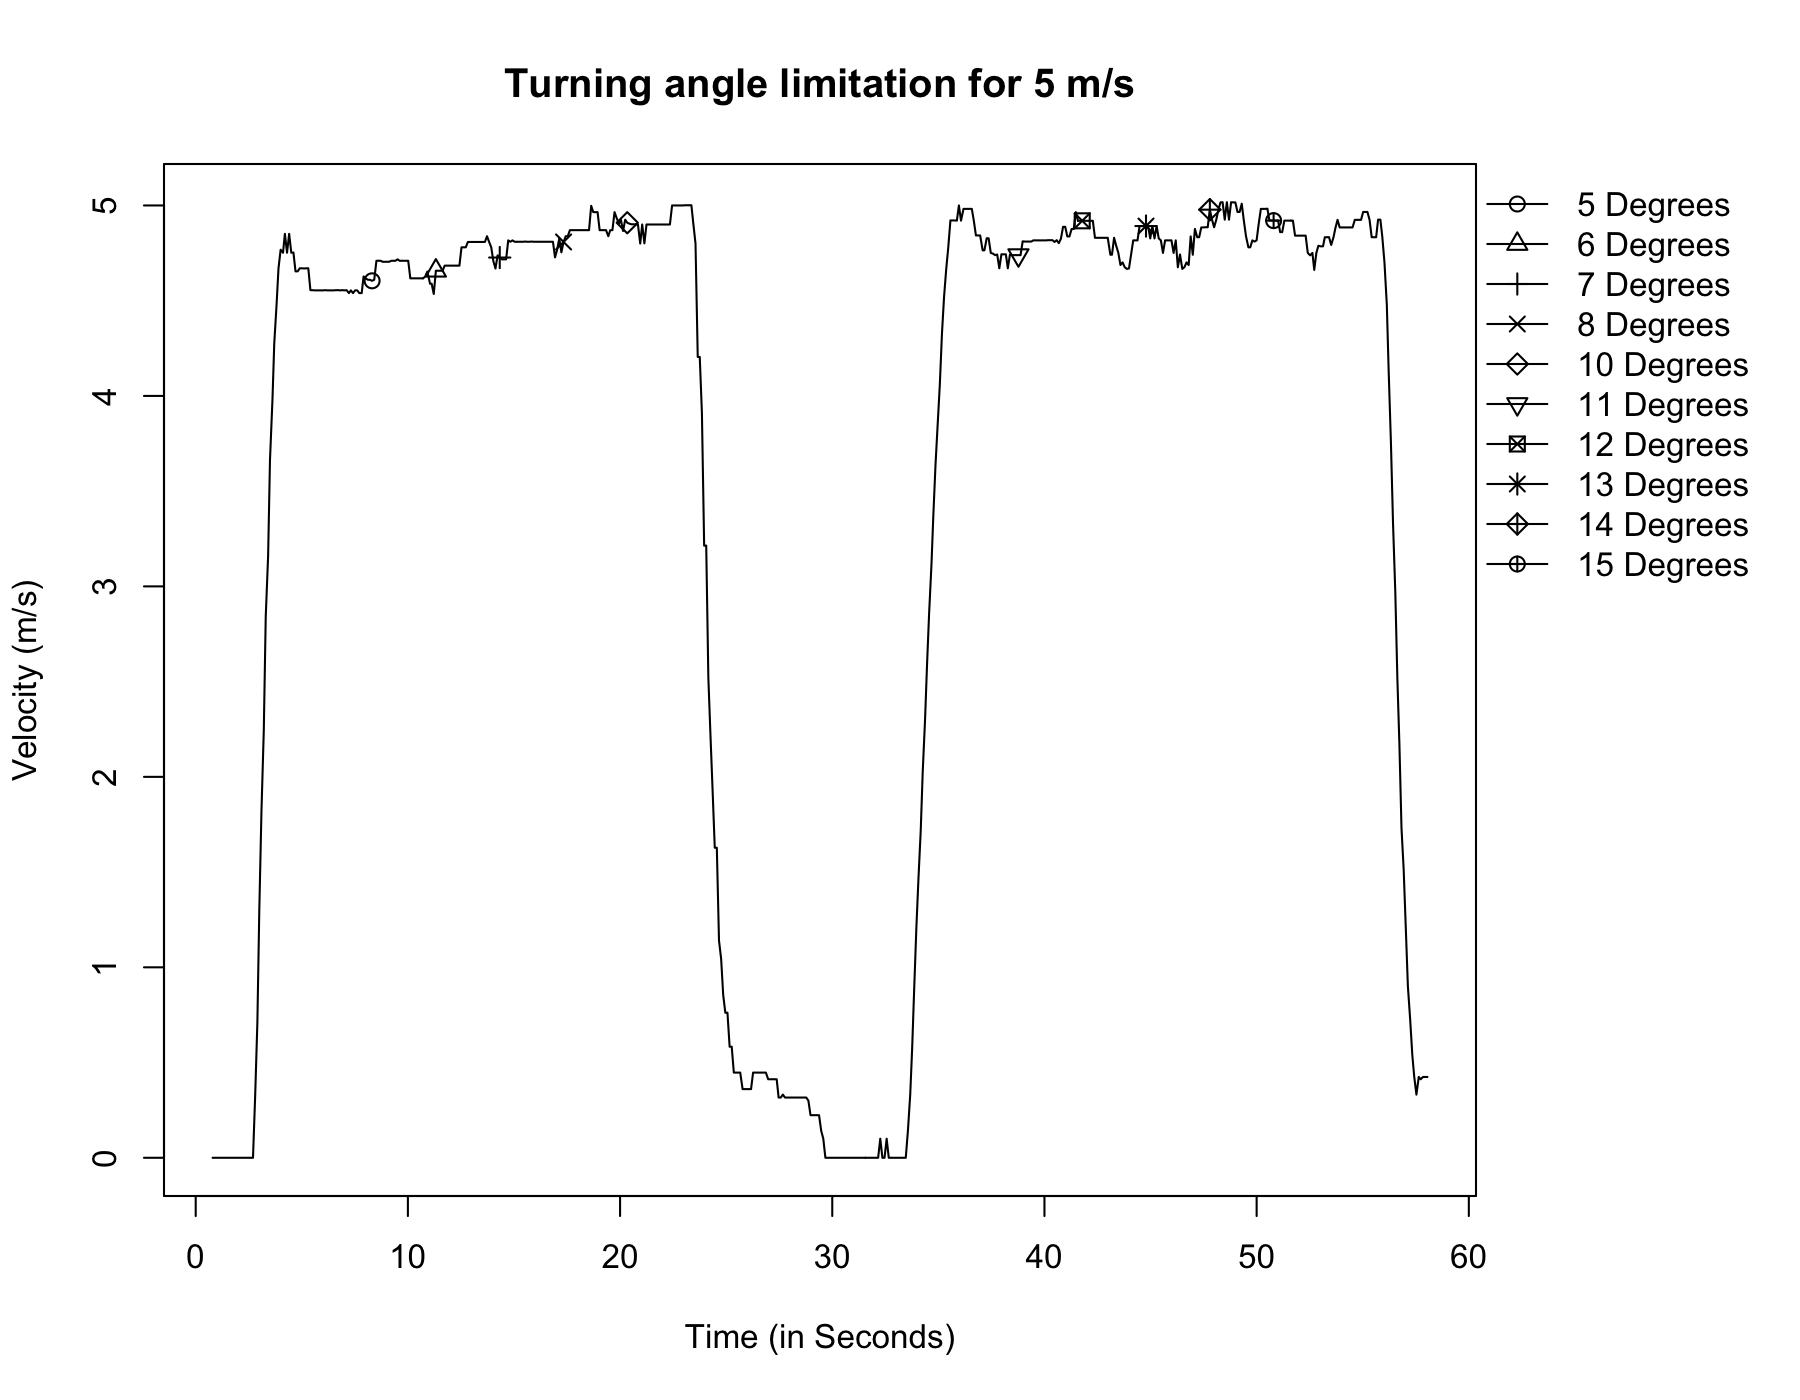 Turning angle limitation for 5 m/s
Velocity (m/s)
5
4
3
2
1
0
0 10 20 30 40 50 60
Time (in Seconds)
5 Degrees
6 Degrees
7 Degrees
8 Degrees
10 Degrees
11 Degrees
12 Degrees
13 Degrees
14 Degrees
15 Degrees